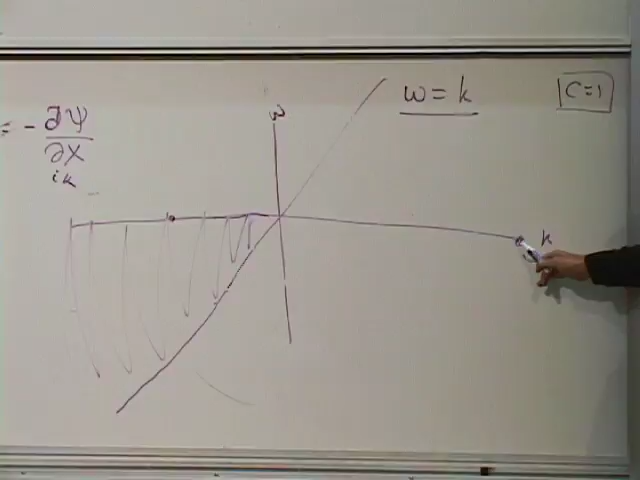 ω = k
C=1
= - ∂Ψ
∂X
ik
ω
k